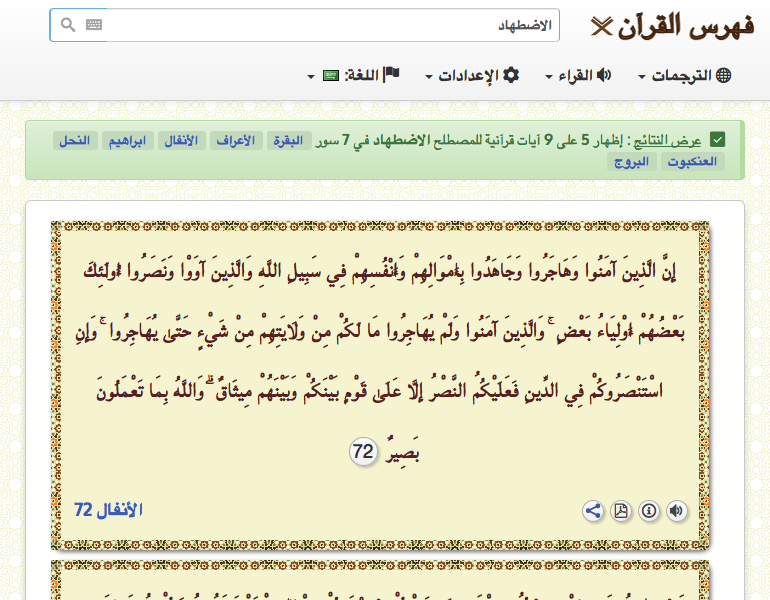 فهرس القرآن
الاضطهاد
الترجمات القراء الإعدادات اللغة:
عرض النتائج : إظهار 5 على 9 آيات قرآنية للمصطلح الاضطهاد في 7 سور البقرة الأعراف الأنفال ابراهيم النحل
العنكبوت البروج
إِنَّ الَّذِينَ آمَنُوا وَهَاجَرُوا وَجَاهَدُوا بِأَمْوَالِهِمْ وَأَنْفُسِهِمْ فِي سَبِيلِ اللَّهِ وَالَّذِينَ آوَوْا وَنَصَرُوا أُولَئِكَ
بَعْضُهُمْ أَوْلِيَاءُ بَعْضٍ ۚ وَالَّذِينَ آمَنُوا وَلَمْ يُهَاجِرُوا مَا لَكُمْ مِنْ وَلَايَتِهِمْ مِنْ شَيْءٍ حَتَّىٰ يُهَاجِرُوا ۚ وَإِنِ
اسْتَنْصَرُوكُمْ فِي الدِّينِ فَعَلَيْكُمُ النَّصْرُ إِلَّا عَلَىٰ قَوْمٍ بَيْنَكُمْ وَبَيْنَهُمْ مِيثَاقٌ ۗ وَاللَّهُ بِمَا تَعْمَلُونَ
بَصِيرٌ 72
الأنفال 72